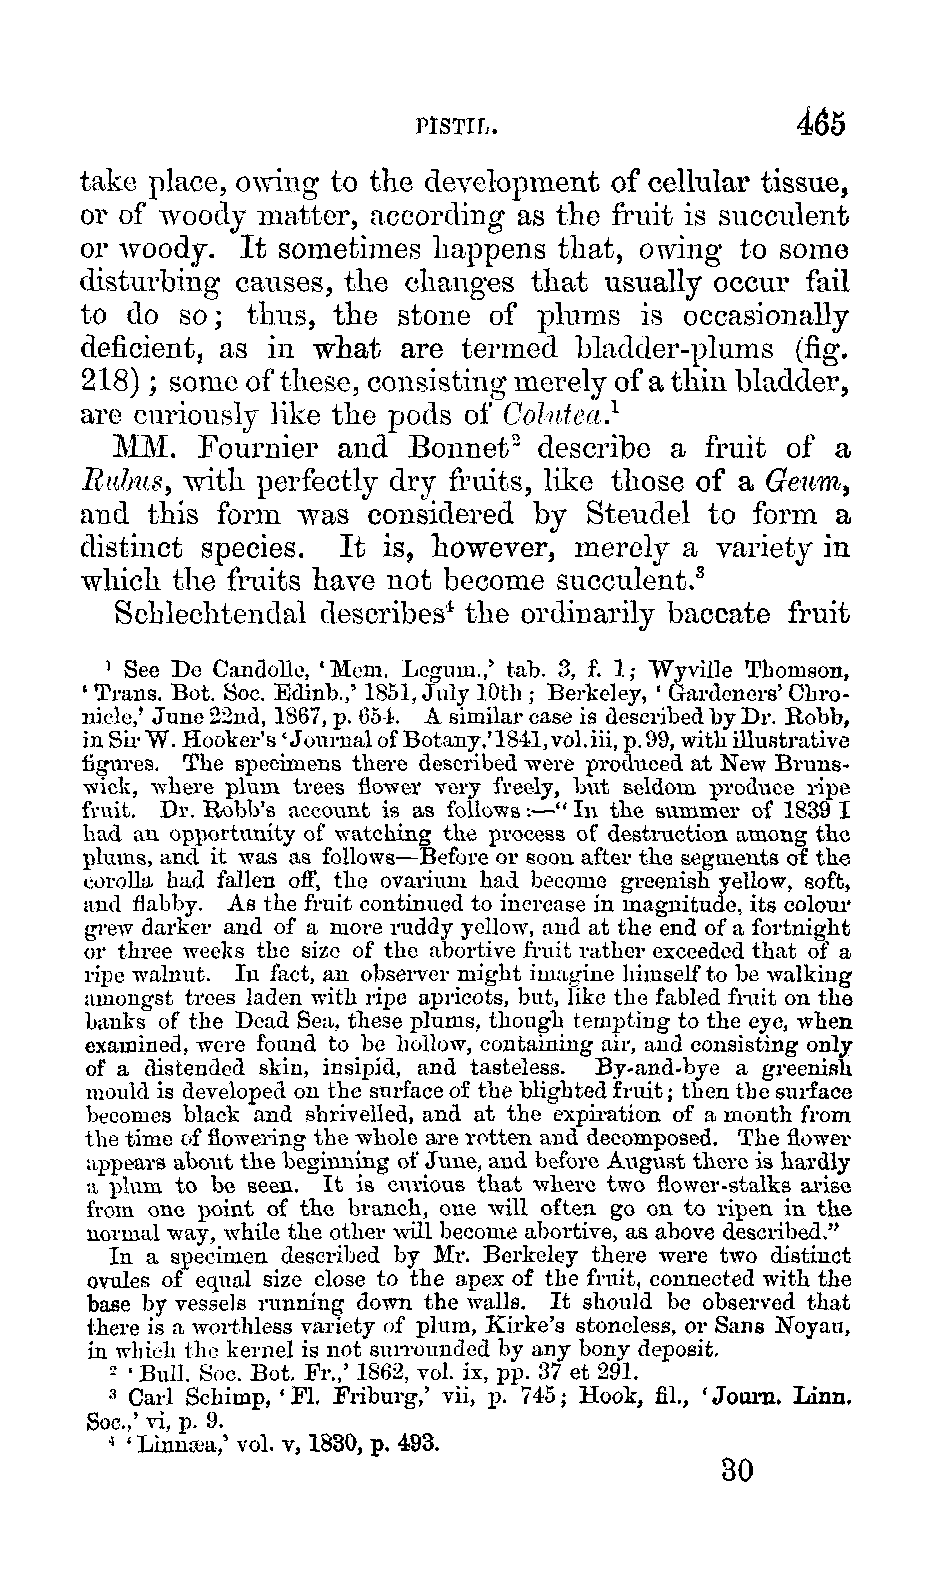 PISTIL. 465
take place, owing to the development of cellular tissue,
or of woody matter, according as the fruit is succulent
or woody. It sometimes happens that, owing to some
disturbing causes, the changes that usually occur fail
to do so; thus, the stone of plums is occasionally
deficient, as in what are termed bladder-plums (fig.
218); some of these, consisting merely of a thin bladder,
are curiously like the pods of Colutea.¹
MM. Fournier and Bonnet² describe a fruit of a
Rubus, with perfectly dry fruits, like those of a Geum,
and this form was considered by Steudel to form a
distinct species. It is, however, merely a variety in
which the fruits have not become succulent.³
Schlechtendal describes⁴ the ordinarily baccate fruit
¹ See De Candolle, ‘Mem. Legum.,’ tab. 3, f. 1; Wyville Thomson,
‘Trans. Bot. Soc. Edinb.,’ 1851, July 10th; Berkeley, ‘Gardeners’ Chro-
nicle,’ June 22nd, 1867, p. 654. A similar case is described by Dr. Robb,
in Sir W. Hooker's ‘Journal of Botany,’ 1841, vol. iii, p. 99, with illustrative
figures. The specimens there described were produced at New Bruns-
wick, where plum trees flower very freely, but seldom produce ripe
fruit. Dr. Robb's account is as follows:—“In the summer of 1839 I
had an opportunity of watching the process of destruction among the
plums, and it was as follows—Before or soon after the segments of the
corolla had fallen off, the ovarium had become greenish yellow, soft,
and flabby. As the fruit continued to increase in magnitude, its colour
grew darker and of a more ruddy yellow, and at the end of a fortnight
or three weeks the size of the abortive fruit rather exceeded that of a
ripe walnut. In fact, an observer might imagine himself to be walking
amongst trees laden with ripe apricots, but, like the fabled fruit on the
banks of the Dead Sea, these plums, though tempting to the eye, when
examined, were found to be hollow, containing air, and consisting only
of a distended skin, insipid, and tasteless. By-and-bye a greenish
mould is developed on the surface of the blighted fruit; then the surface
becomes black and shrivelled, and at the expiration of a month from
the time of flowering the whole are rotten and decomposed. The flower
appears about the beginning of June, and before August there is hardly
a plum to be seen. It is curious that where two flower-stalks arise
from one point of the branch, one will often go on to ripen in the
normal way, while the other will become abortive, as above described.”
In a specimen described by Mr. Berkeley there were two distinct
ovules of equal size close to the apex of the fruit, connected with the
base by vessels running down the walls. It should be observed that
there is a worthless variety of plum, Kirke's stoneless, or Sans Noyau,
in which the kernel is not surrounded by any bony deposit.
² ‘Bull. Soc. Bot. Fr.,’ 1862, vol. ix, pp. 37 et 291.
³ Carl Schimp, ‘Fl. Friburg,’ vii, p. 745; Hook, fil., ‘Journ. Linn.
Soc.,’ vi, p. 9.
⁴ ‘Linnæa,’ vol. v, 1830, p. 493.
30